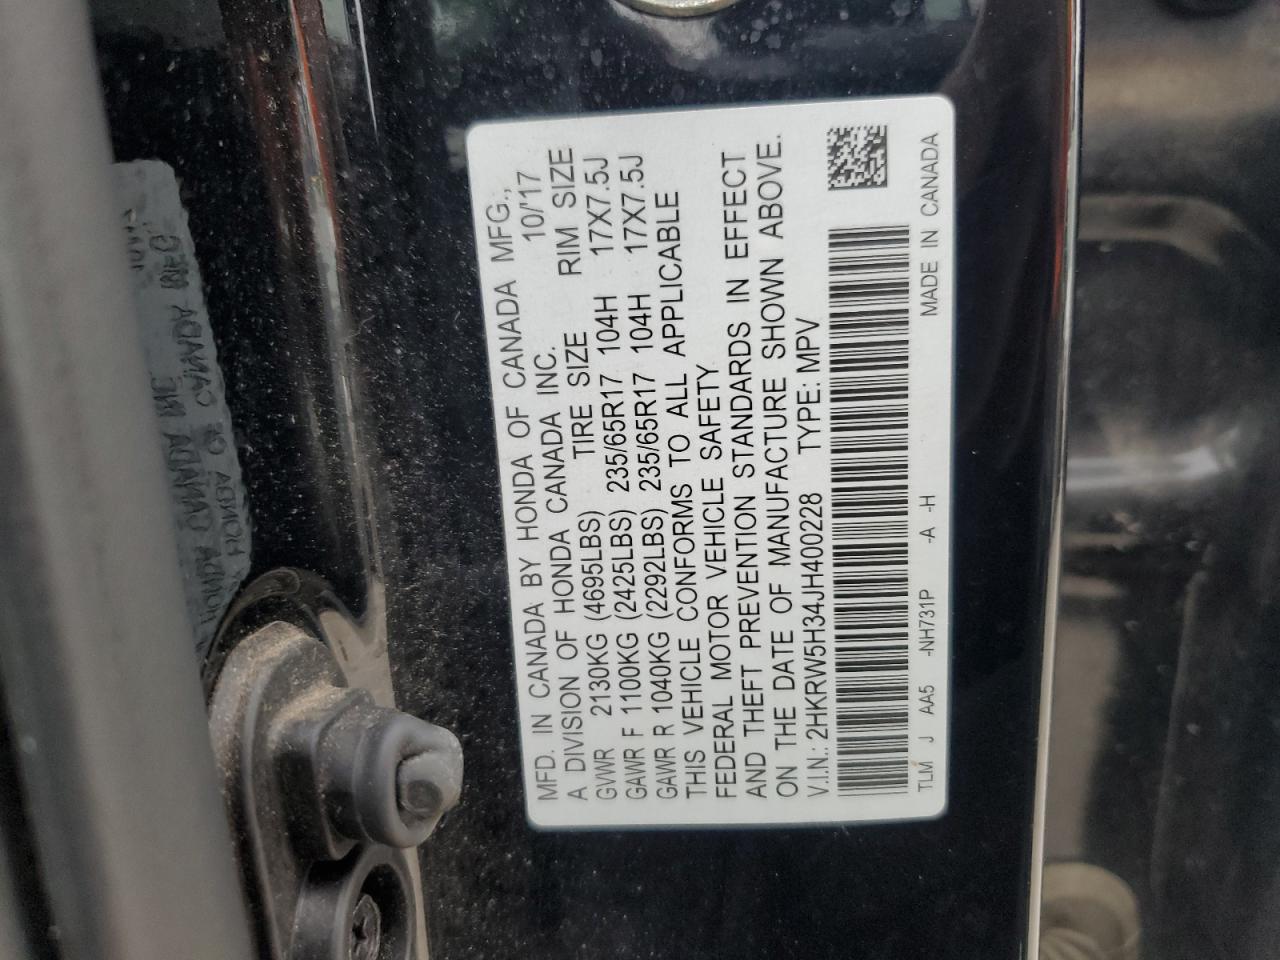 MFD. IN CANADA BY HONDA OF CANADA MFG.,
A DIVISION OF HONDA CANADA INC. 10/'17
GVWR 2130KG (4695LBS) TIRE SIZE RIM SIZE
GAWR F 1100KG (2425LBS) 235/65R17 104H 17X7.5J
GAWR R 1040KG (2292LBS) 235/65R17 104H 17X7.5J
THIS VEHICLE CONFORMS TO ALL APPLICABLE
FEDERAL MOTOR VEHICLE SAFETY
AND THEFT PREVENTION STANDARDS IN EFFECT
ON THE DATE OF MANUFACTURE SHOWN ABOVE.
V.I.N.: 2HKRW5H34JH400228 TYPE: MPV
TLM J AA5 -NH731P -A -H MADE IN CANADA